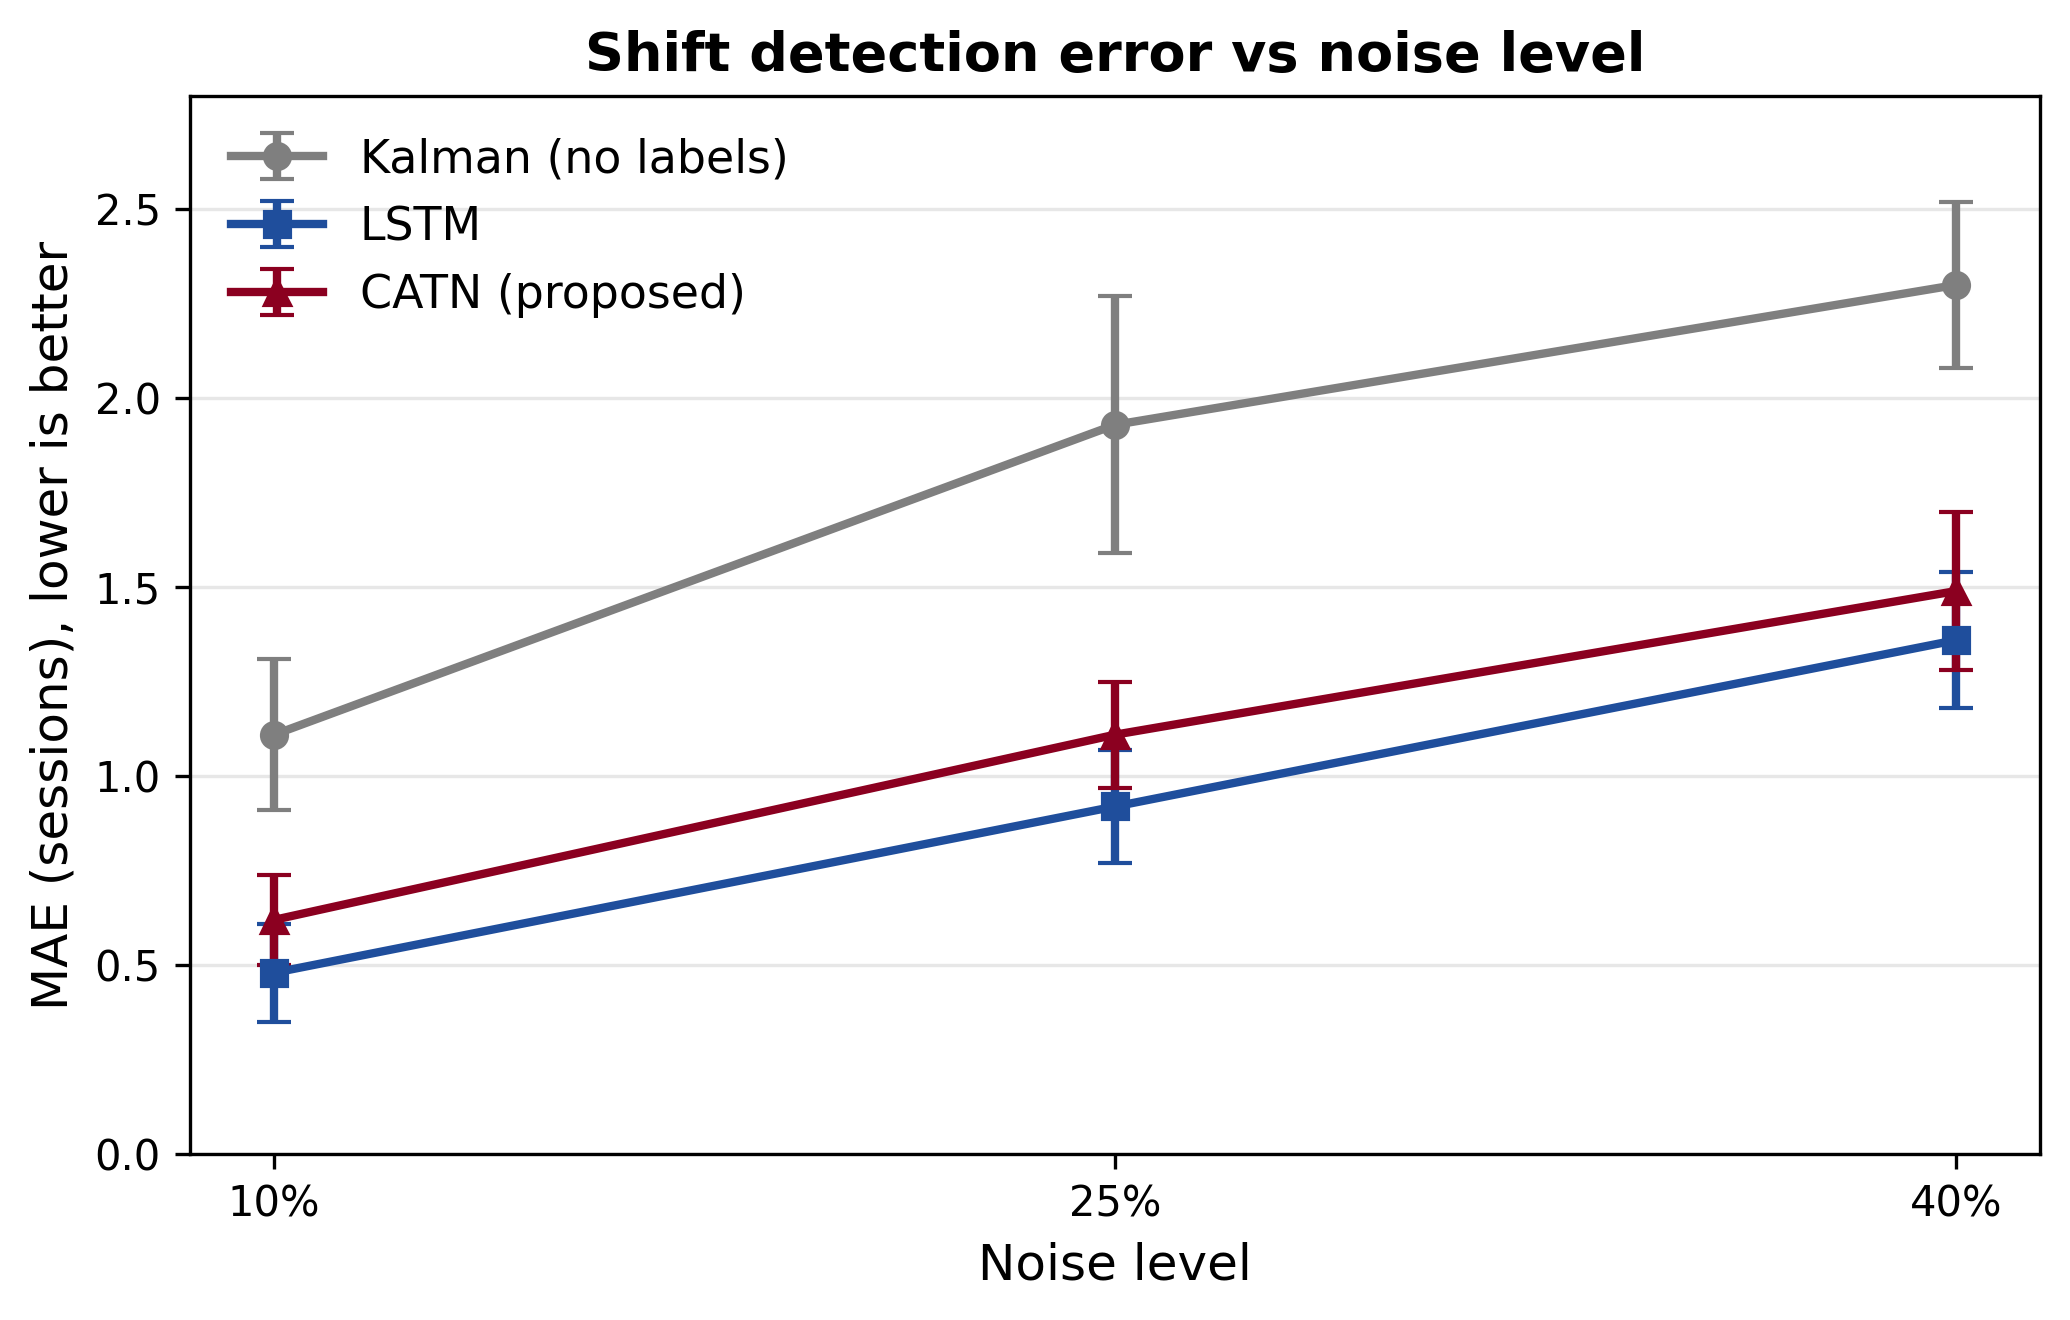 Shift detection error vs noise level
Kalman (no labels)
LSTM
CATN (proposed)
MAE (sessions), lower is better
2.5
2.0
1.5
1.0
0.5
0.0
10%
25%
40%
Noise level